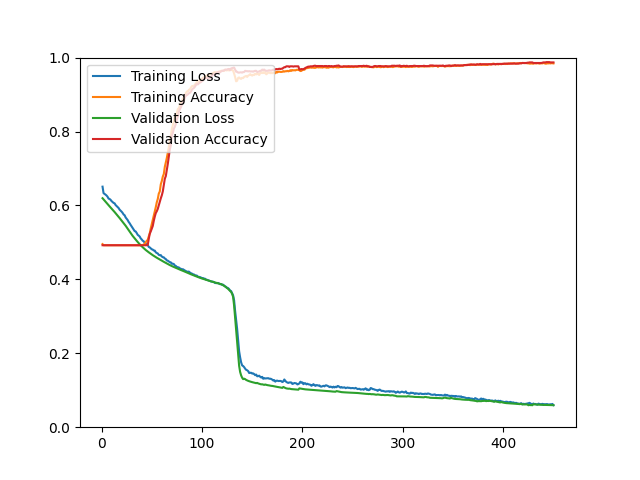 1.0
0.8
0.6
0.4
0.2
0.0
Training Loss
Training Accuracy
Validation Loss
Validation Accuracy
0 100 200 300 400